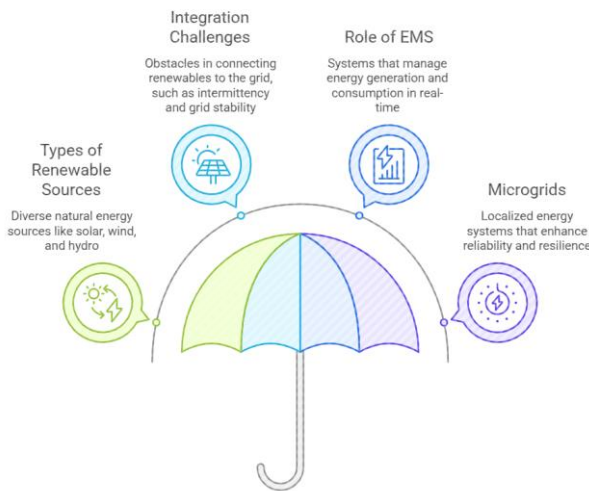 Integration
Challenges
Obstacles in connecting
renewables to the grid,
such as intermittency
and grid stability
Role of EMS
Systems that manage
energy generation and
consumption in real-
time
Types of
Renewable
Sources
Diverse natural energy
sources like solar, wind,
and hydro
Microgrids
Localized energy
systems that enhance
reliability and resilience